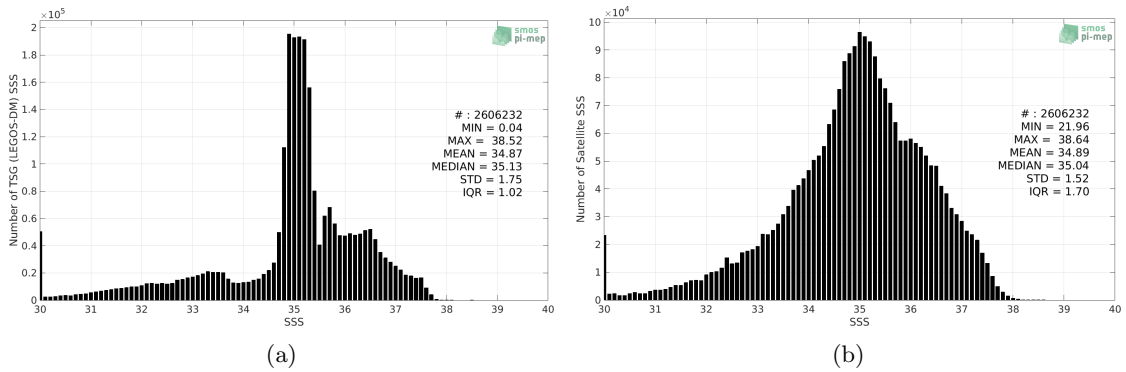 ×10⁵
smos
pi-mep
2
1.8
1.6
1.4
1.2
1
0.8
0.6
0.4
0.2
0
Number of TSG (LEGOS-DM) SSS
# : 2606232
MIN = 0.04
MAX = 38.52
MEAN = 34.87
MEDIAN = 35.13
STD = 1.75
IQR = 1.02
30 31 32 33 34 35 36 37 38 39 40
SSS
(a)
×10⁴
smos
pi-mep
10
9
8
7
6
5
4
3
2
1
0
Number of Satellite SSS
# : 2606232
MIN = 21.96
MAX = 38.64
MEAN = 34.89
MEDIAN = 35.04
STD = 1.52
IQR = 1.70
30 31 32 33 34 35 36 37 38 39 40
SSS
(b)